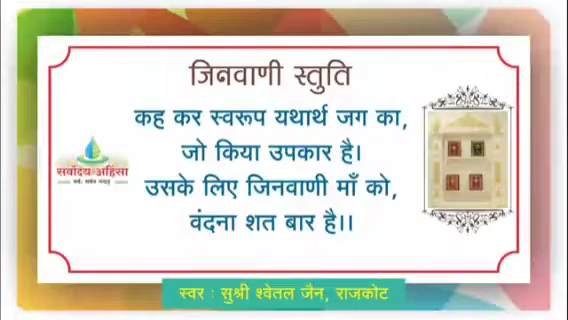 जिनवाणी स्तुति
कह कर स्वरूप यथार्थ जग का,
जो किया उपकार है।
उसके लिए जिनवाणी माँ को,
वंदना शत बार है।।
सर्वोदय अहिंसा
स्वर : सुश्री श्वेतल जैन, राजकोट